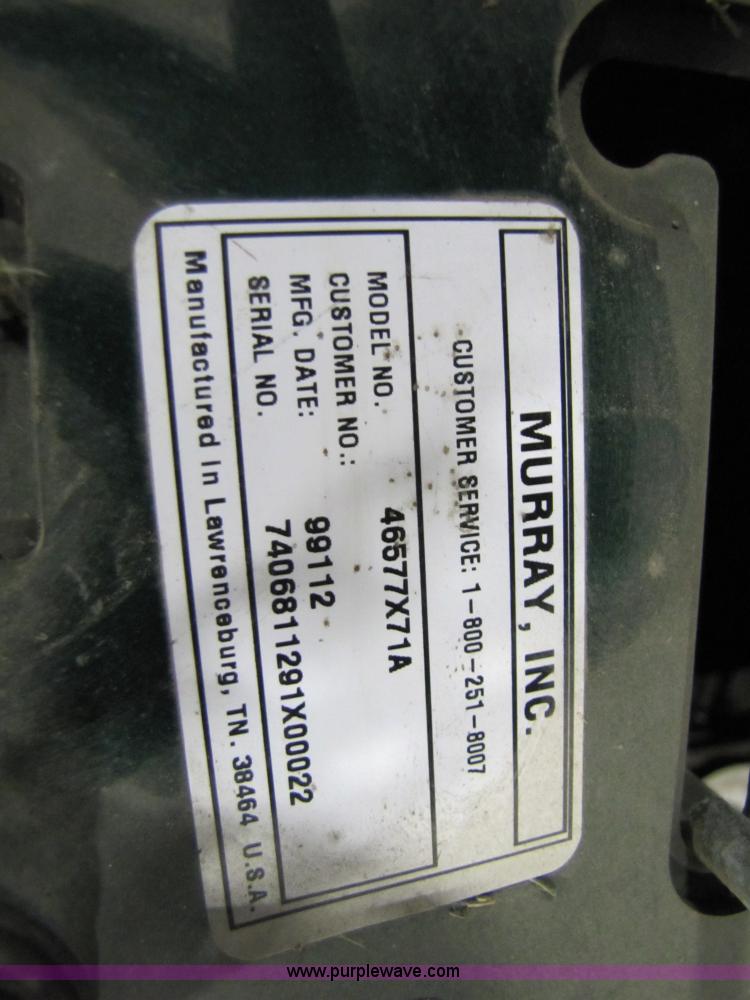 MURRAY, INC.
CUSTOMER SERVICE: 1-800-251-8007
MODEL NO. 46577X71A
CUSTOMER NO.:
MFG. DATE: 99112
SERIAL NO. 7406811291X00022
Manufactured In Lawrenceburg, TN. 38464 U.S.A.
www.purplewave.com